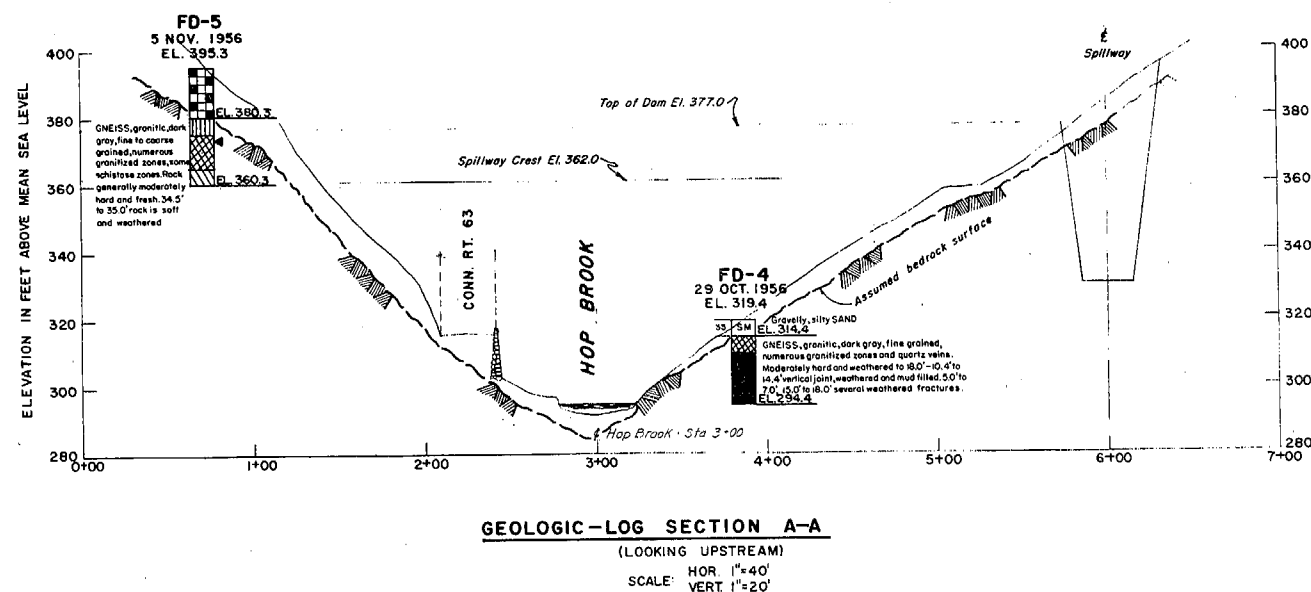 FD-5
5 NOV. 1956
EL. 395.3
ELEVATION IN FEET ABOVE MEAN SEA LEVEL
400
380
360
340
320
300
280
EL. 380.3
GNEISS, granitic, dark
gray, fine to coarse
grained, numerous
granitized zones, some
schistose zones. Rock
generally moderately
hard and fresh. 34.5'
to 35.0' rock is soft
and weathered
EL. 360.3
CONN. RT. 63
HOP BROOK
Top of Dam El. 377.0
Spillway Crest El. 362.0
℄
Spillway
Assumed bedrock surface
FD-4
29 OCT. 1956
EL. 319.4
33
SM
Gravelly, silty SAND
EL. 314.4
GNEISS, granitic, dark gray, fine grained,
numerous granitized zones and quartz veins.
Moderately hard and weathered to 18.0'-10.4' to
14.4' vertical joint, weathered and mud filled. 5.0' to
7.0', 15.0' to 18.0' several weathered fractures.
EL. 294.4
℄ Hop Brook - Sta 3+00
400
380
360
340
320
300
280
0+00
1+00
2+00
3+00
4+00
5+00
6+00
7+00
GEOLOGIC-LOG SECTION A-A
(LOOKING UPSTREAM)
SCALE: HOR. 1"=40'
VERT. 1"=20'